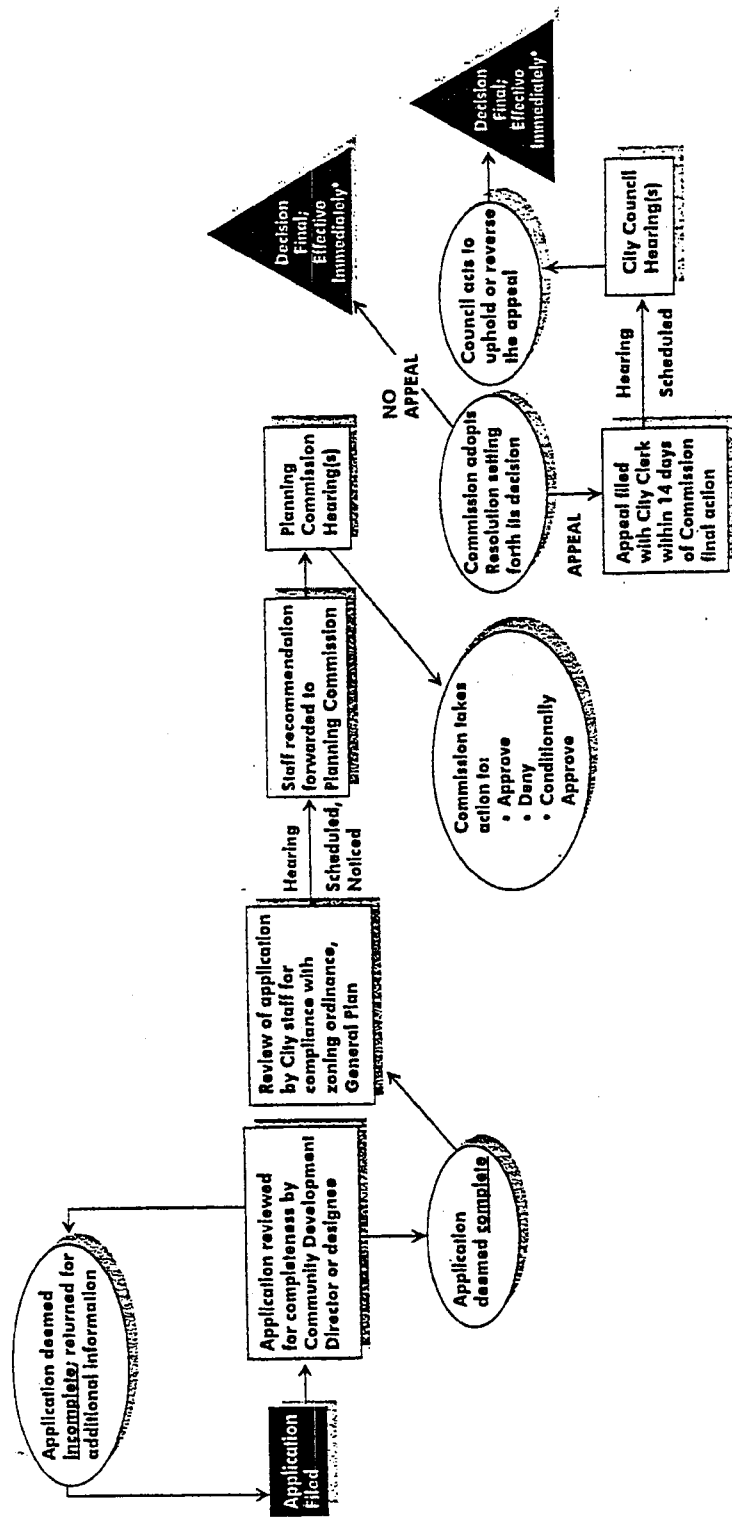 Application
Filed
Application deemed
Incomplete; returned for
additional information
Application reviewed
for completeness by
Community Development
Director or designee
Application
deemed complete
Review of application
by City staff for
compliance with
zoning ordinance,
General Plan
Hearing
Scheduled,
Noticed
Staff recommendation
forwarded to
Planning Commission
Planning
Commission
Hearing(s)
Commission takes
action to:
• Approve
• Deny
• Conditionally
Approve
Commission adopts
Resolution setting
forth its decision
NO
APPEAL
Decision
Final;
Effective
Immediately*
APPEAL
Appeal filed
with City Clerk
within 14 days
of Commission
final action
Hearing
Scheduled
City Council
Hearing(s)
Council acts to
uphold or reverse
the appeal
Decision
Final;
Effective
Immediately*